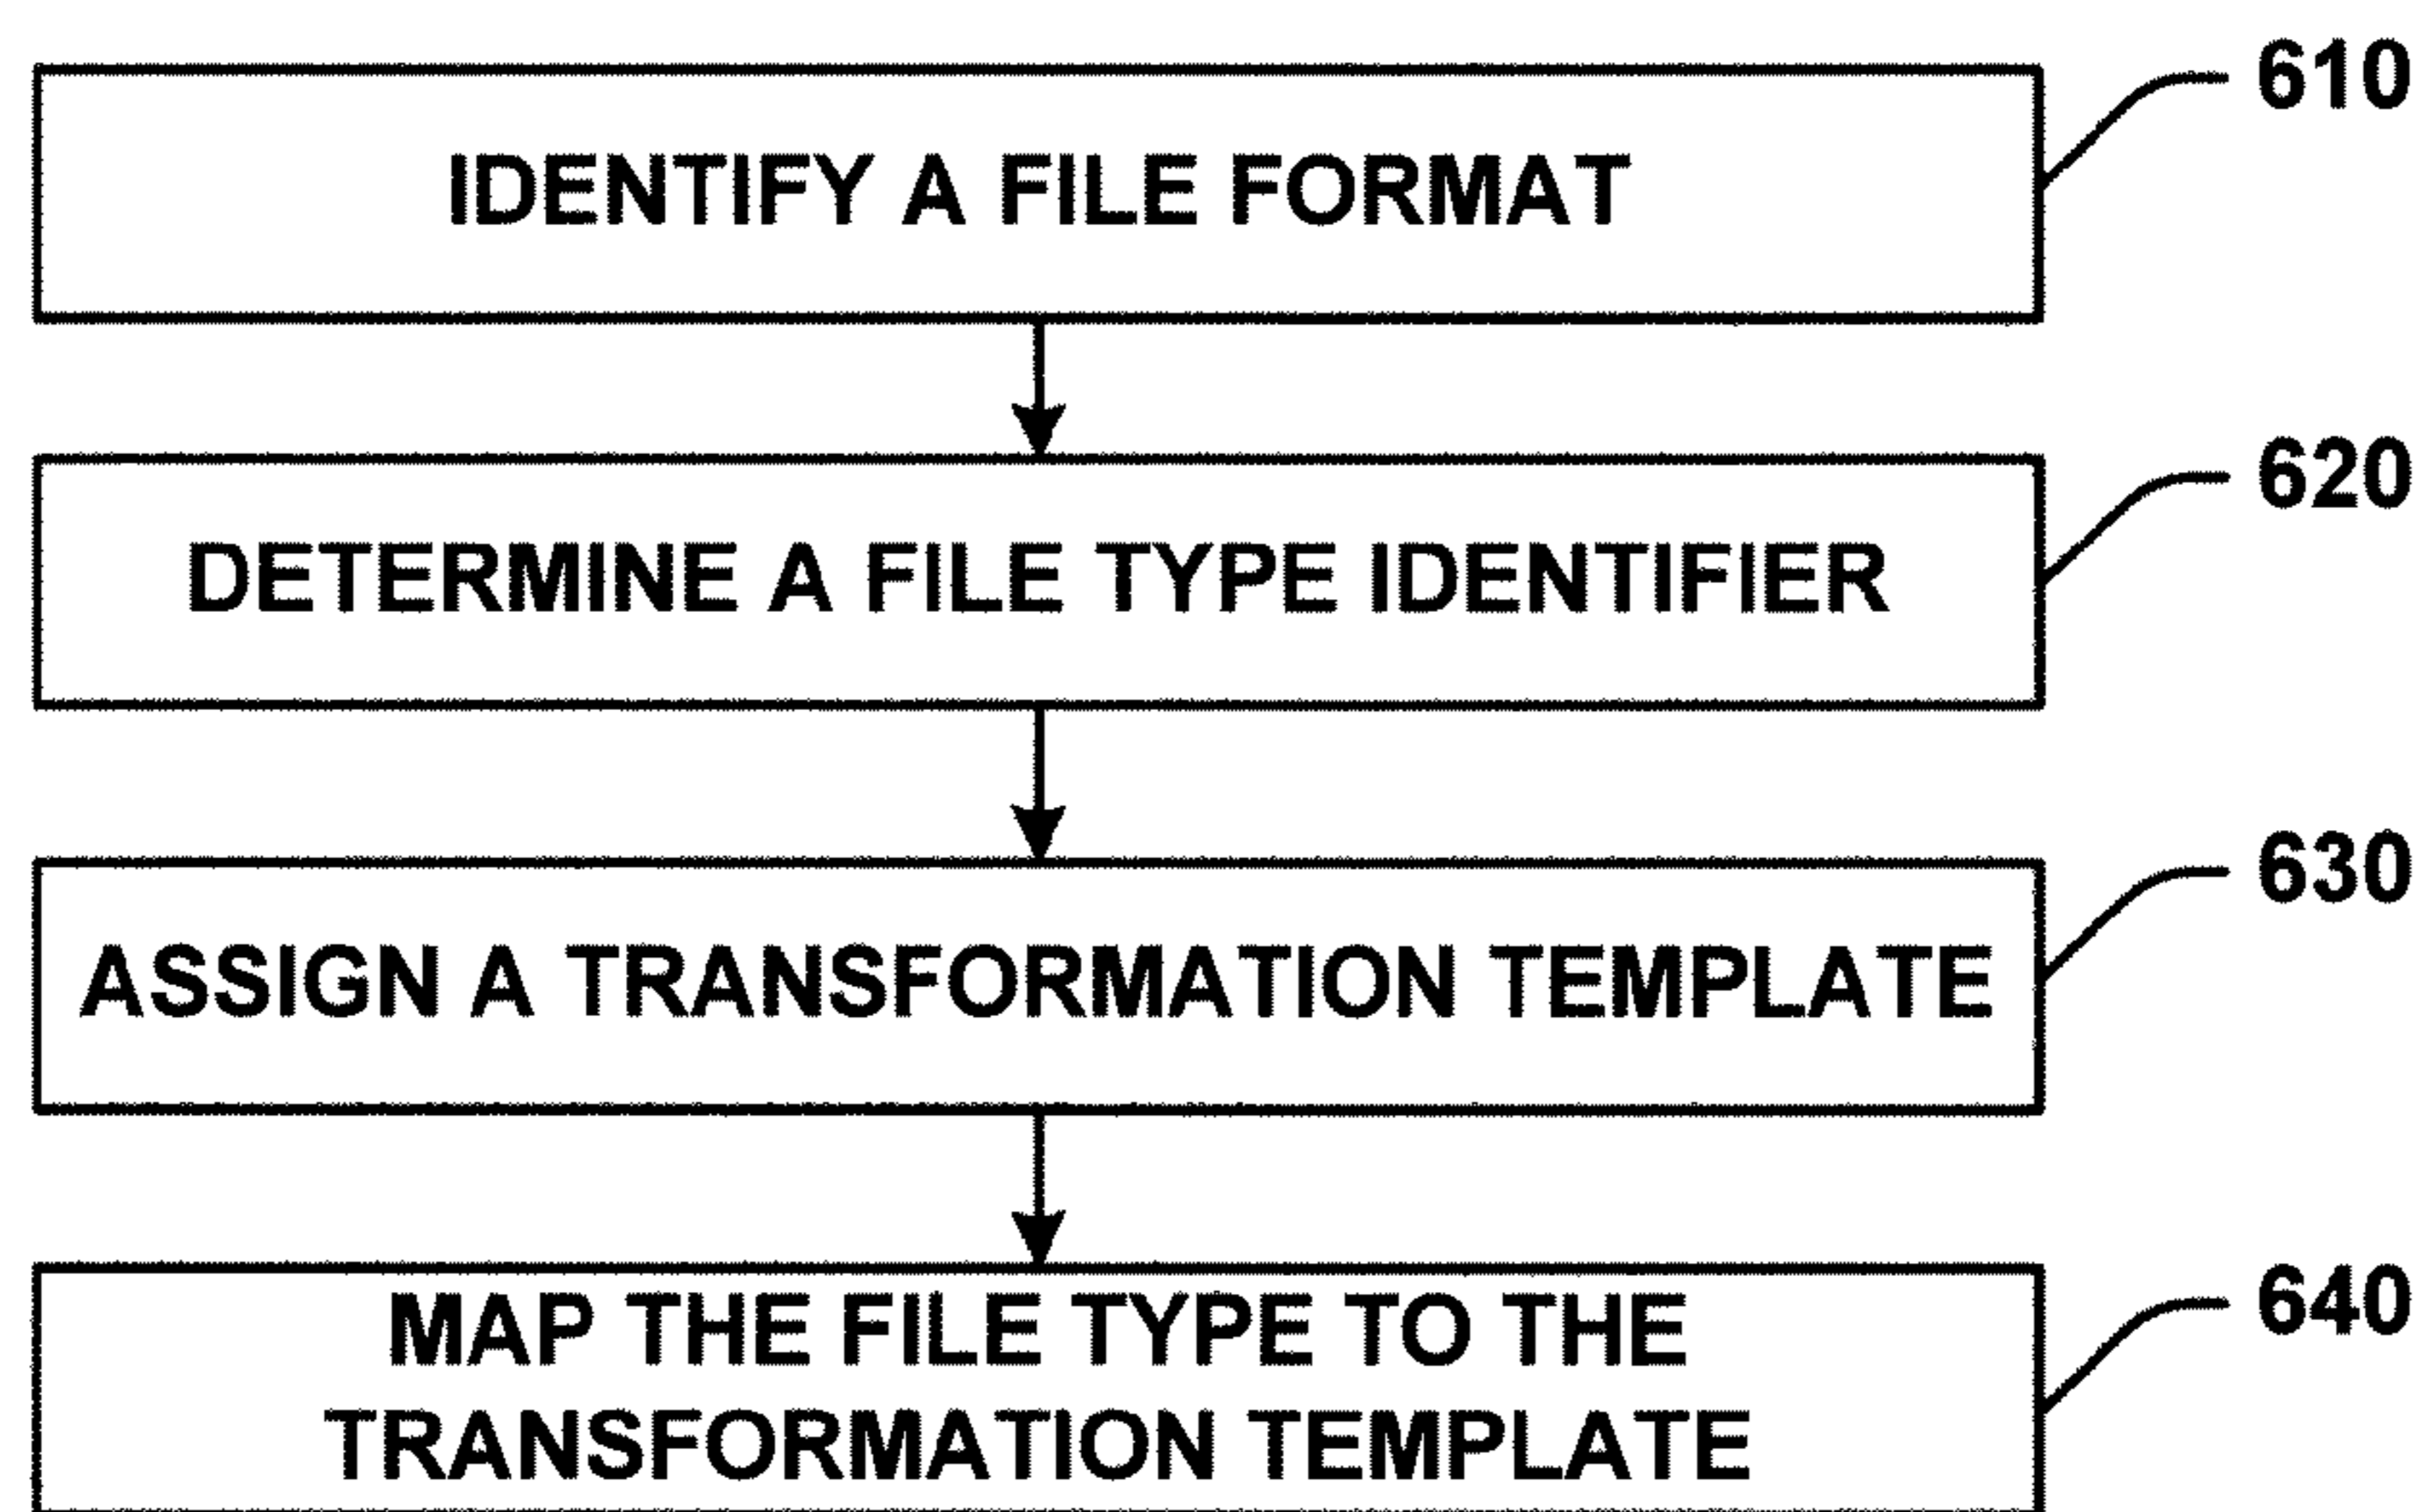 610
IDENTIFY A FILE FORMAT
620
DETERMINE A FILE TYPE IDENTIFIER
630
ASSIGN A TRANSFORMATION TEMPLATE
640
MAP THE FILE TYPE TO THE
TRANSFORMATION TEMPLATE